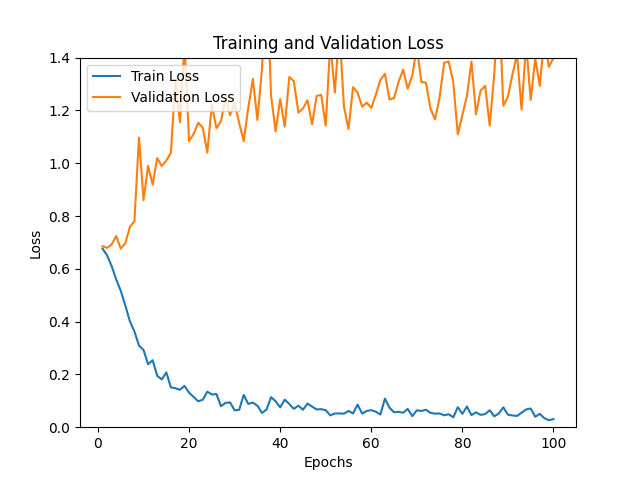 Training and Validation Loss
Train Loss
Validation Loss
1.4
1.2
1.0
0.8
0.6
0.4
0.2
0.0
Loss
0 20 40 60 80 100
Epochs